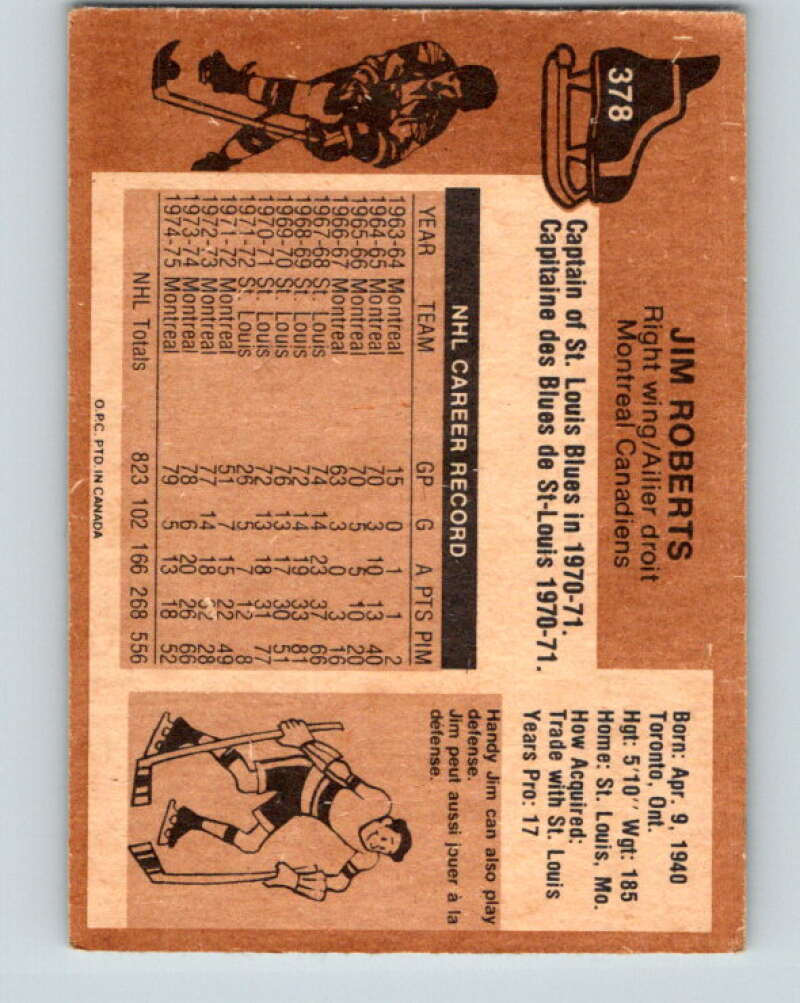 378
JIM ROBERTS
Right wing/Ailier droit
Montreal Canadiens
Captain of St. Louis Blues in 1970-71.
Capitaine des Blues de St-Louis 1970-71.
Born: Apr. 9, 1940
Toronto, Ont.
Hgt: 5'10" Wgt: 185
Home: St. Louis, Mo.
How Acquired:
Trade with St. Louis
Years Pro: 17
NHL CAREER RECORD
YEAR TEAM GP G A PTS PIM
1963-64 Montreal 15 0 1 1 2
1964-65 Montreal 70 3 10 13 40
1965-66 Montreal 70 5 5 10 20
1966-67 Montreal 63 3 0 3 16
1967-68 St. Louis 74 14 23 37 66
1968-69 St. Louis 72 14 19 33 81
1969-70 St. Louis 76 13 17 30 51
1970-71 St. Louis 72 13 18 31 77
1971-72 St. Louis 26 5 7 12 8
1971-72 Montreal 51 7 15 22 49
1972-73 Montreal 77 14 18 32 28
1973-74 Montreal 78 6 20 26 66
1974-75 Montreal 79 5 13 18 52
NHL Totals 823 102 166 268 556
Handy Jim can also play
defense.
Jim peut aussi jouer à la
défense.
O.P.C. PTD. IN CANADA